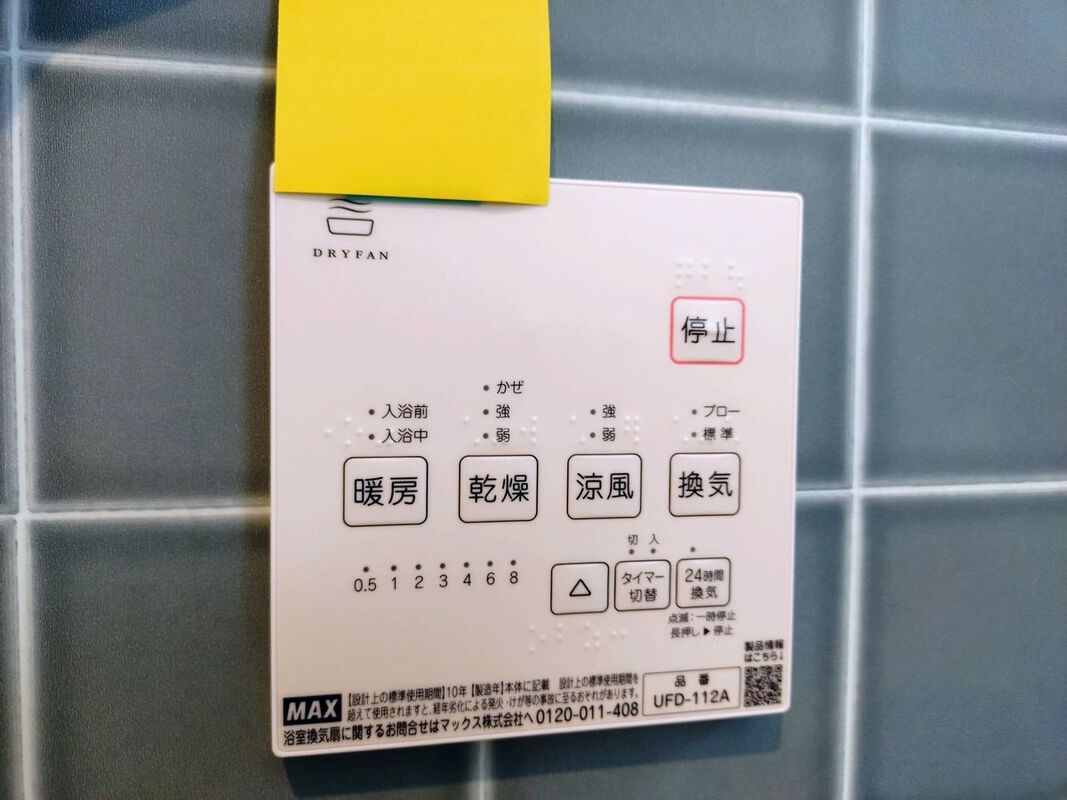 DRYFAN
停止
かぜ
入浴前
強
強
ブロー
入浴中
弱
弱
標準
暖房
乾燥
涼風
換気
切 入
0.5 1 2 3 4 6 8
△
タイマー
切替
24時間
換気
点滅:一時停止
長押し▶停止
製品情報
はこちら↓
MAX
【設計上の標準使用期間】10年【製造年】本体に記載 設計上の標準使用期間を
超えて使用されますと、経年劣化による発火・けが等の事故に至るおそれがあります。
浴室換気扇に関するお問合せはマックス株式会社へ 0120-011-408
品番
UFD-112A